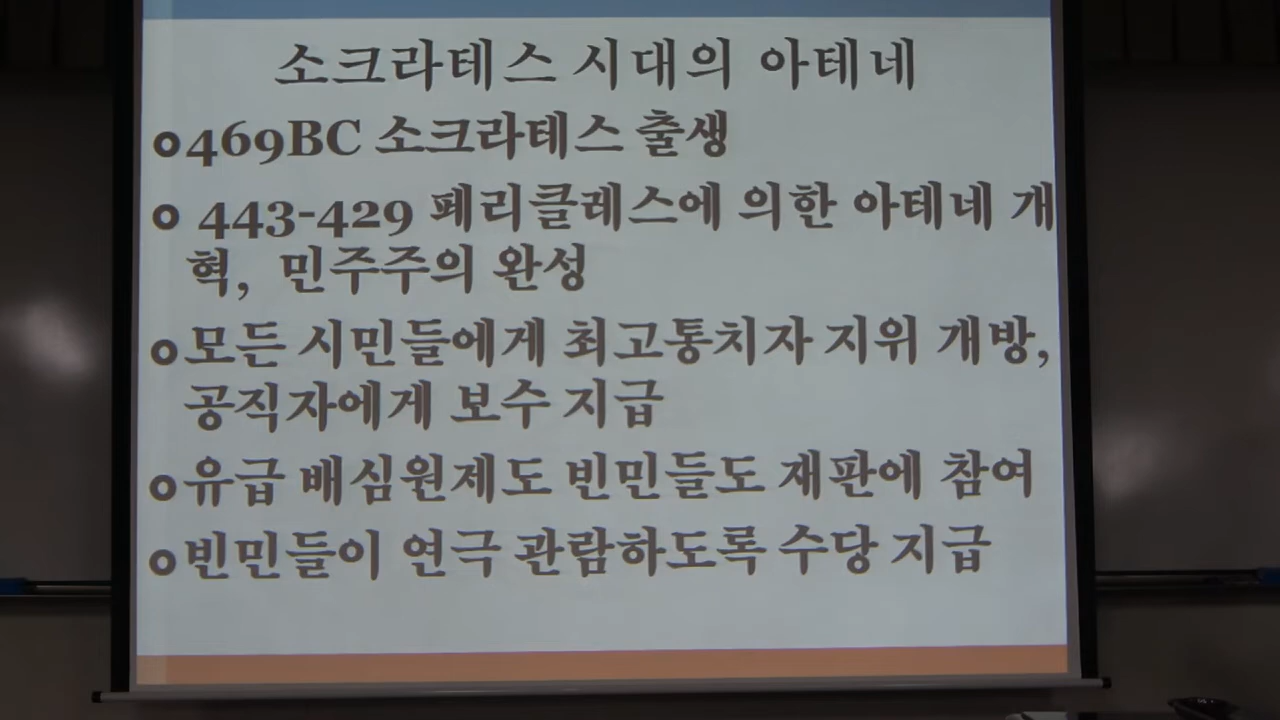 소크라테스 시대의 아테네
469BC 소크라테스 출생
443-429 페리클레스에 의한 아테네 개
혁, 민주주의 완성
모든 시민들에게 최고통치자 지위 개방,
공직자에게 보수 지급
유급 배심원제도 빈민들도 재판에 참여
빈민들이 연극 관람하도록 수당 지급